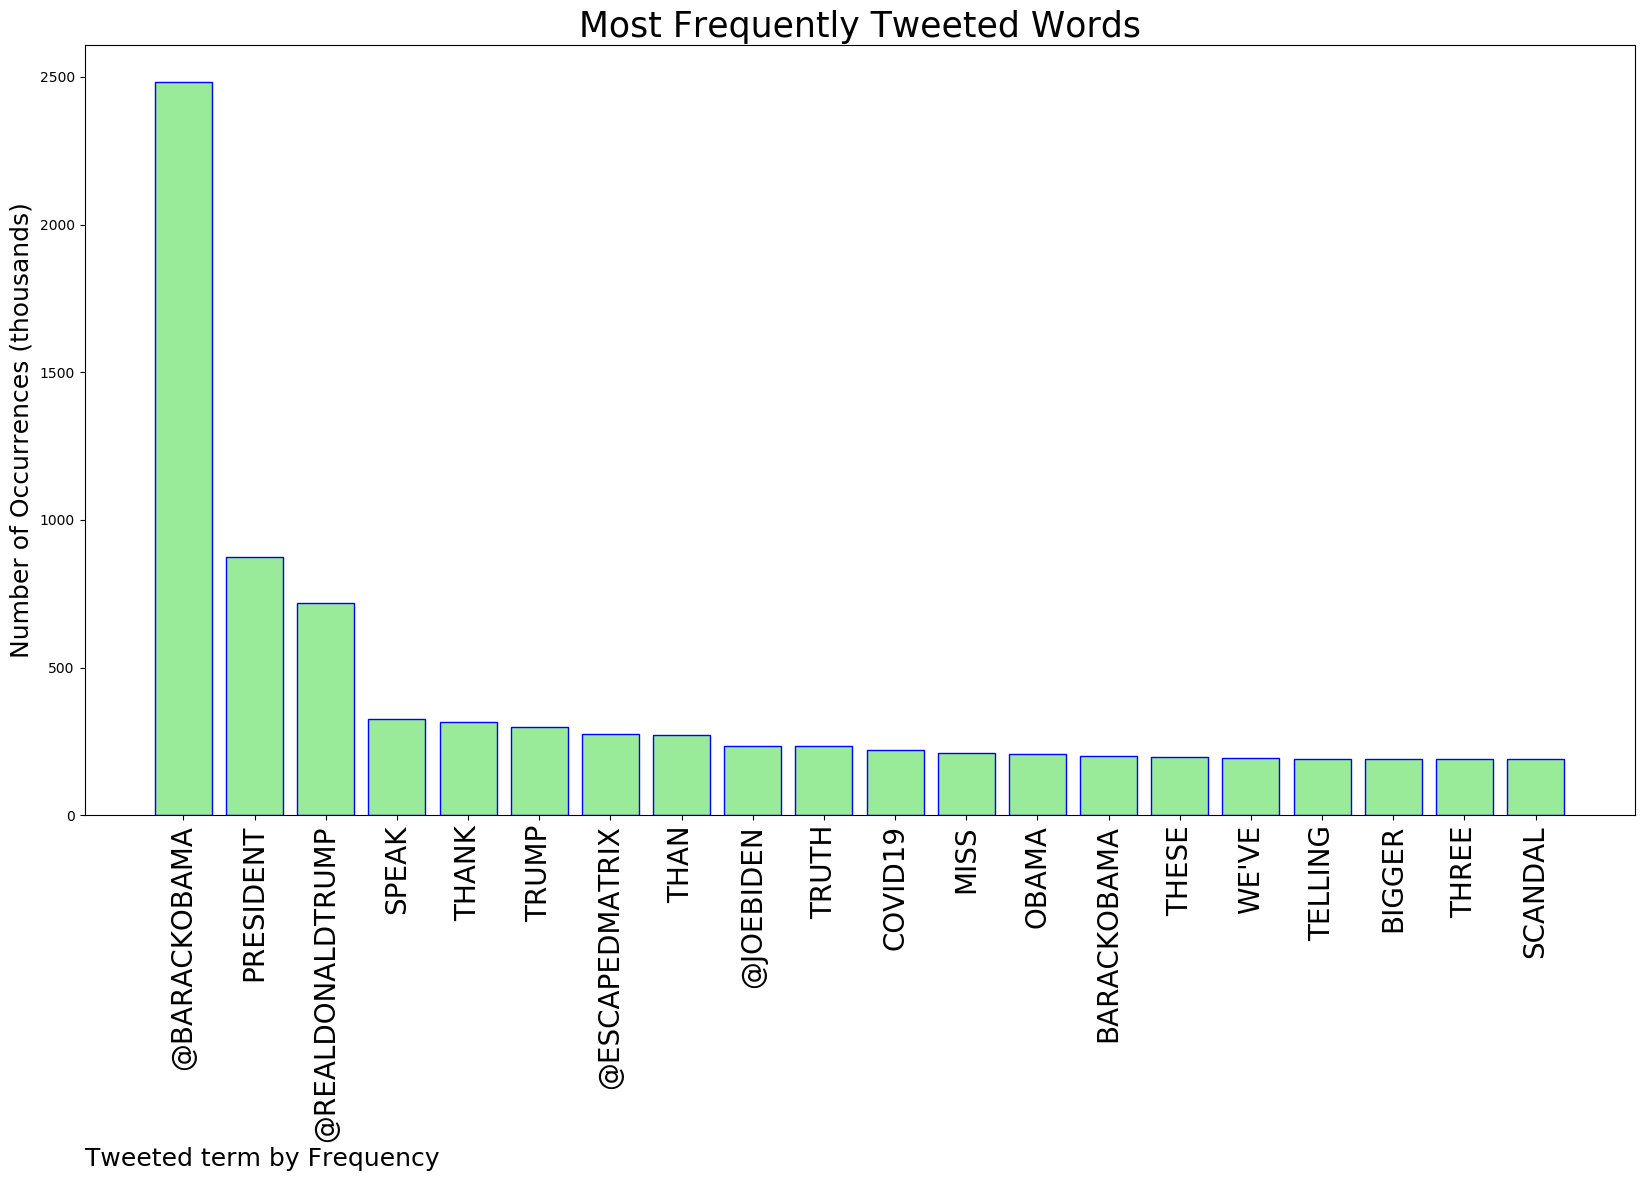 Most Frequently Tweeted Words
Number of Occurrences (thousands)
2500
2000
1500
1000
500
0
@BARACKOBAMA
PRESIDENT
@REALDONALDTRUMP
SPEAK
THANK
TRUMP
@ESCAPEDMATRIX
THAN
@JOEBIDEN
TRUTH
COVID19
MISS
OBAMA
BARACKOBAMA
THESE
WE'VE
TELLING
BIGGER
THREE
SCANDAL
Tweeted term by Frequency